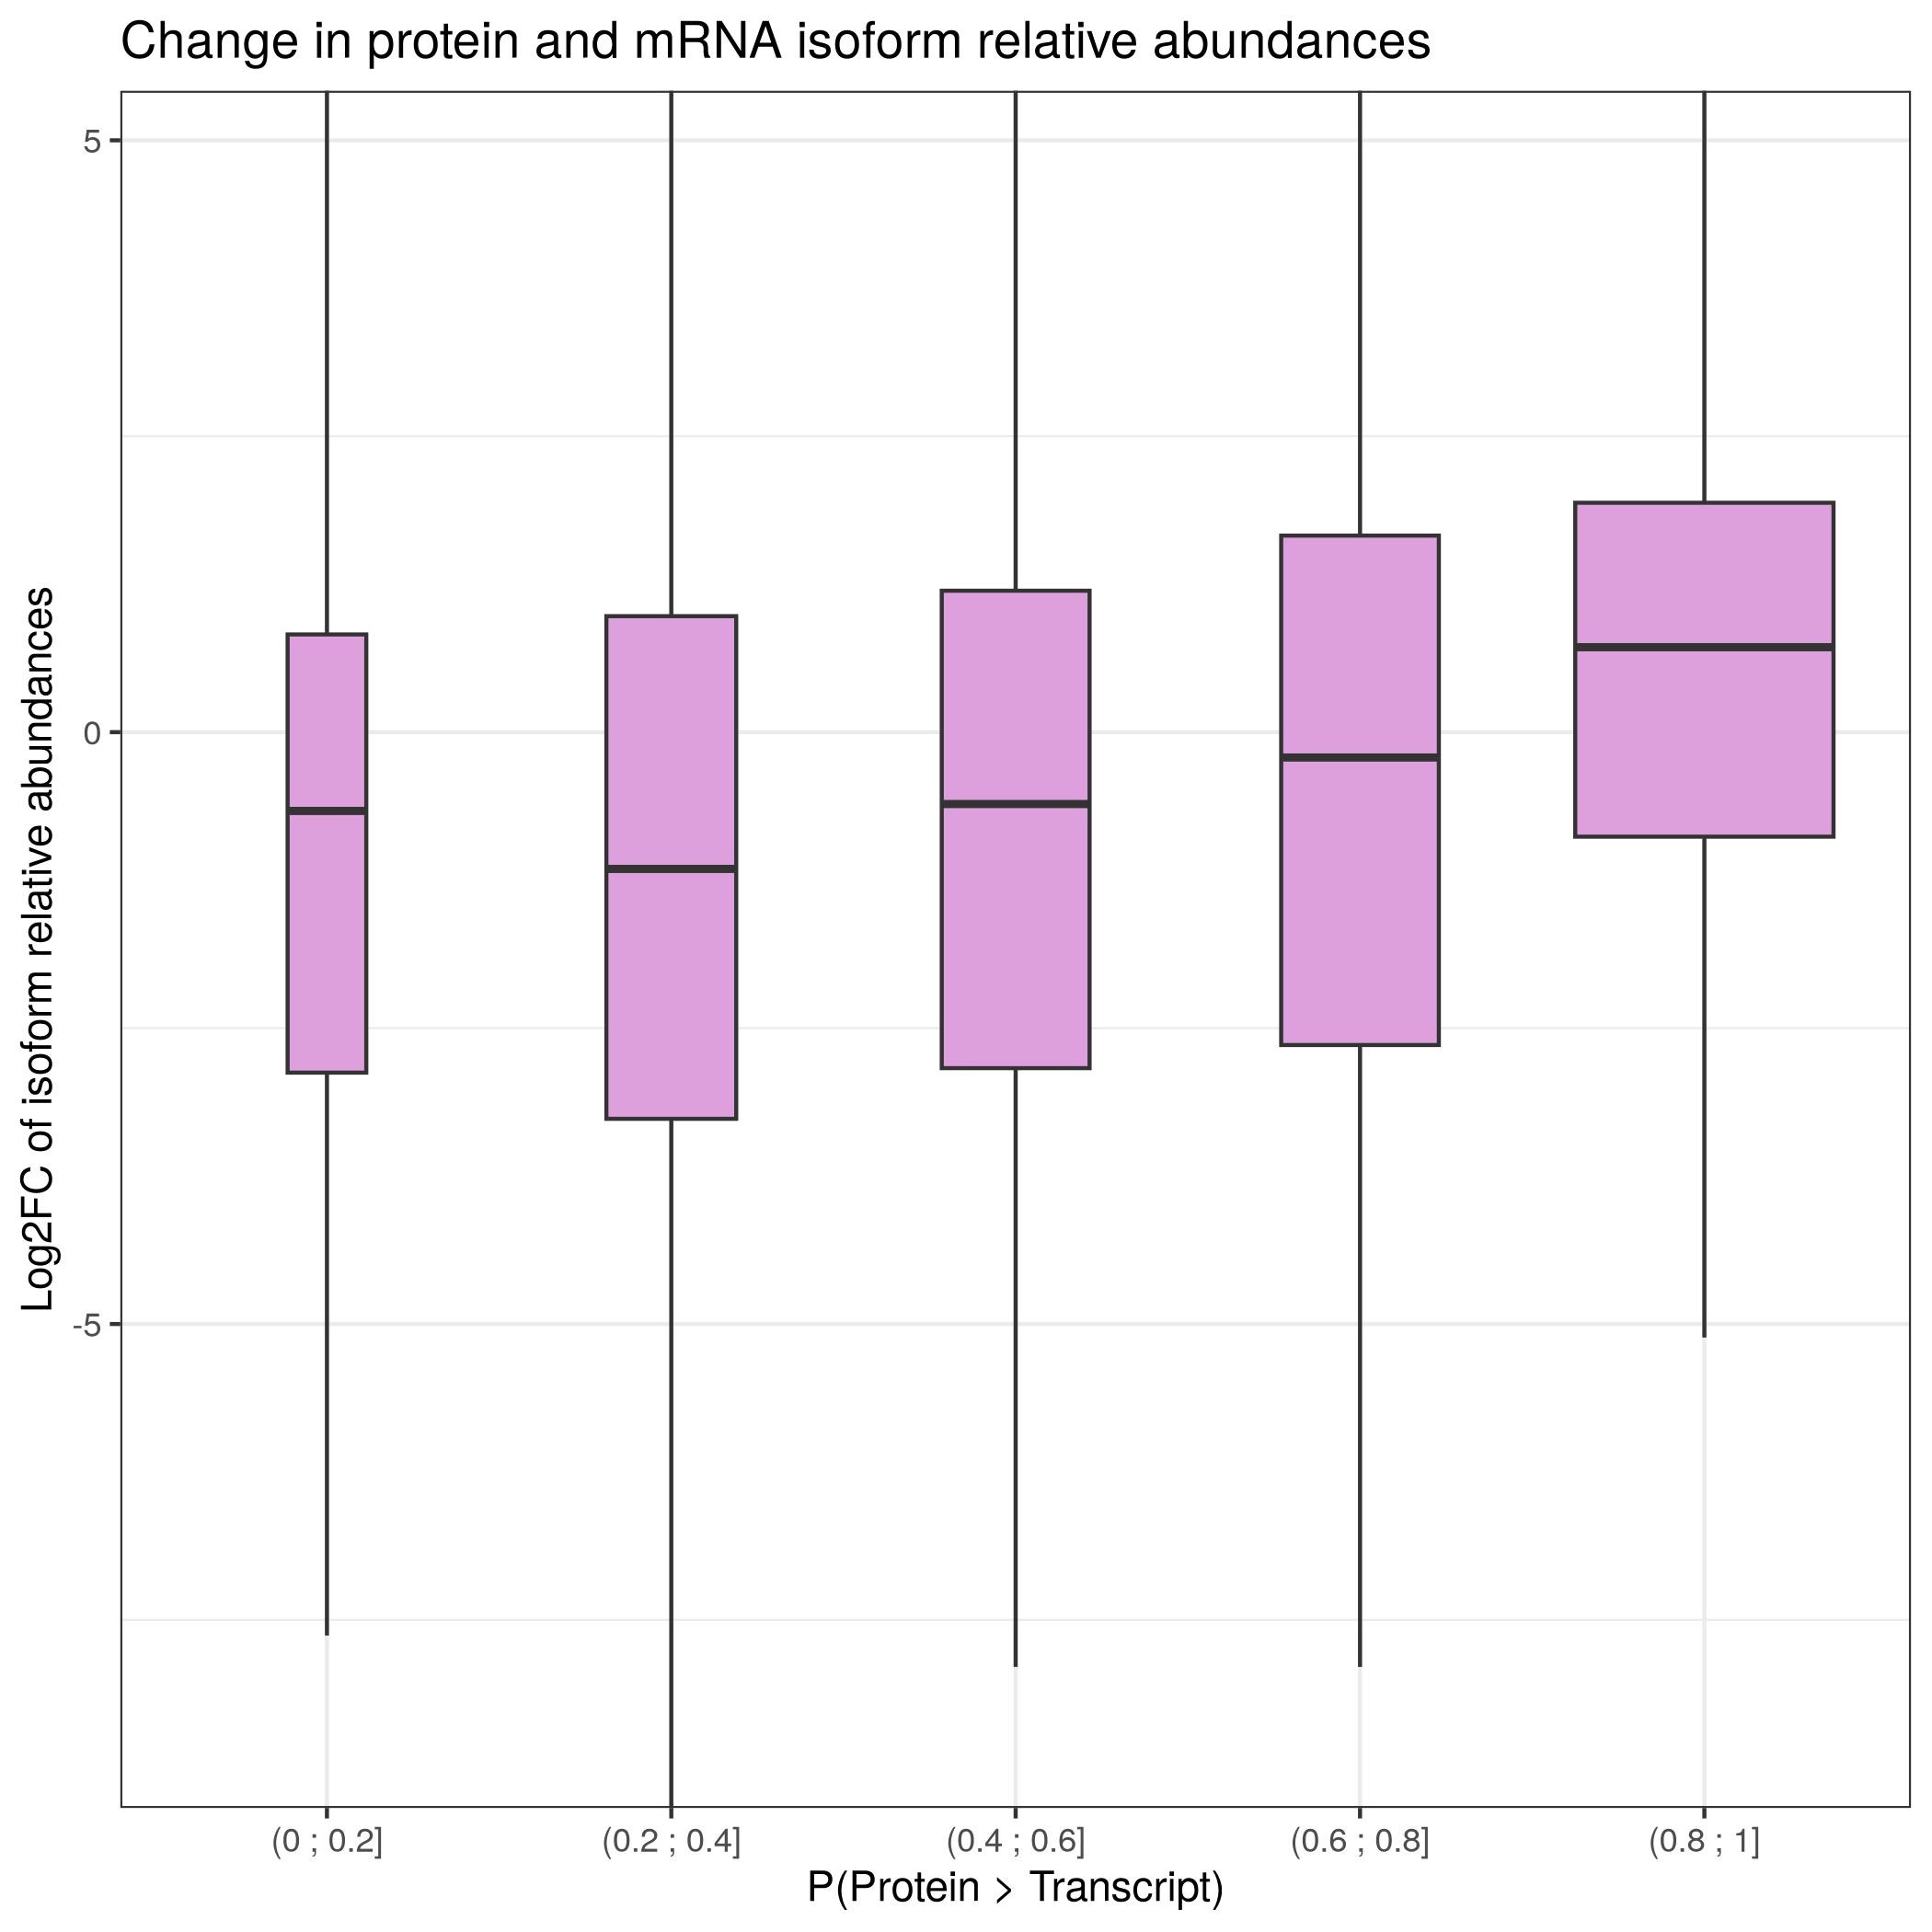 Change in protein and mRNA isoform relative abundances
Log2FC of isoform relative abundances
5
0
-5
(0 ; 0.2]
(0.2 ; 0.4]
(0.4 ; 0.6]
(0.6 ; 0.8]
(0.8 ; 1]
P(Protein > Transcript)